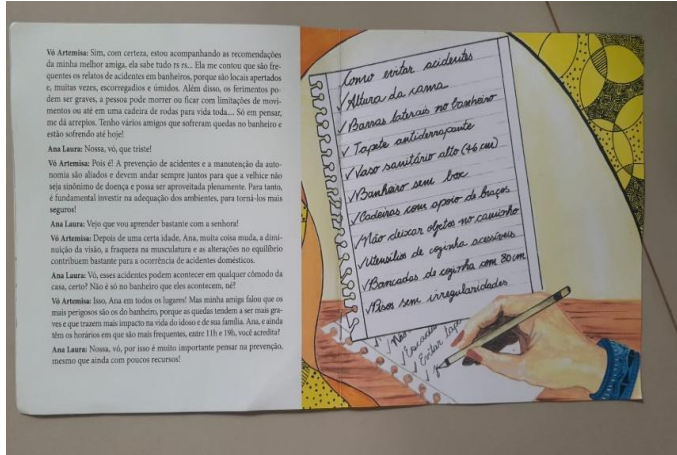 Vó Artemisa: Sim, com certeza, estou acompanhando as recomendações
da minha melhor amiga, ela sabe tudo rs rs... Ela me contou que são fre-
quentes os relatos de acidentes em banheiros, porque são locais apertados
e, muitas vezes, escorregadios e úmidos. Além disso, os ferimentos po-
dem ser graves, a pessoa pode morrer ou ficar com limitações de movi-
mentos ou até em uma cadeira de rodas para vida toda... Só em pensar,
me dá arrepios. Tenho vários amigos que sofreram quedas no banheiro e
estão sofrendo até hoje!
Ana Laura: Nossa, vó, que triste!
Vó Artemisa: Pois é! A prevenção de acidentes e a manutenção da auto-
nomia são aliados e devem andar sempre juntos para que a velhice não
seja sinônimo de doença e possa ser aproveitada plenamente. Para tanto,
é fundamental investir na adequação dos ambientes, para torná-los mais
seguros!
Ana Laura: Vejo que vou aprender bastante com a senhora!
Vó Artemisa: Depois de uma certa idade, Ana, muita coisa muda, a dimi-
nuição da visão, a fraqueza na musculatura e as alterações no equilíbrio
contribuem bastante para a ocorrência de acidentes domésticos.
Ana Laura: Vó, esses acidentes podem acontecer em qualquer cômodo da
casa, certo? Não é só no banheiro que eles acontecem, né?
Vó Artemisa: Isso, Ana em todos os lugares! Mas minha amiga falou que os
mais perigosos são os do banheiro, porque as quedas tendem a ser mais gra-
ves e que trazem mais impacto na vida do idoso e de sua família. Ana, e ainda
têm os horários em que são mais frequentes, entre 11h e 19h, você acredita?
Ana Laura: Nossa, vó, por isso é muito importante pensar na prevenção,
mesmo que ainda com poucos recursos!
Como evitar acidentes
✓Altura da cama
✓Barras laterais no banheiro
✓Tapete antiderrapante
✓Vaso sanitário alto (46 cm)
✓Banheiro sem box
✓Cadeiras com apoio de braços
✓Não deixar objetos no caminho
✓Utensílios de cozinha acessíveis
✓Bancadas de cozinha com 80cm
✓Pisos sem irregularidades
Evitar